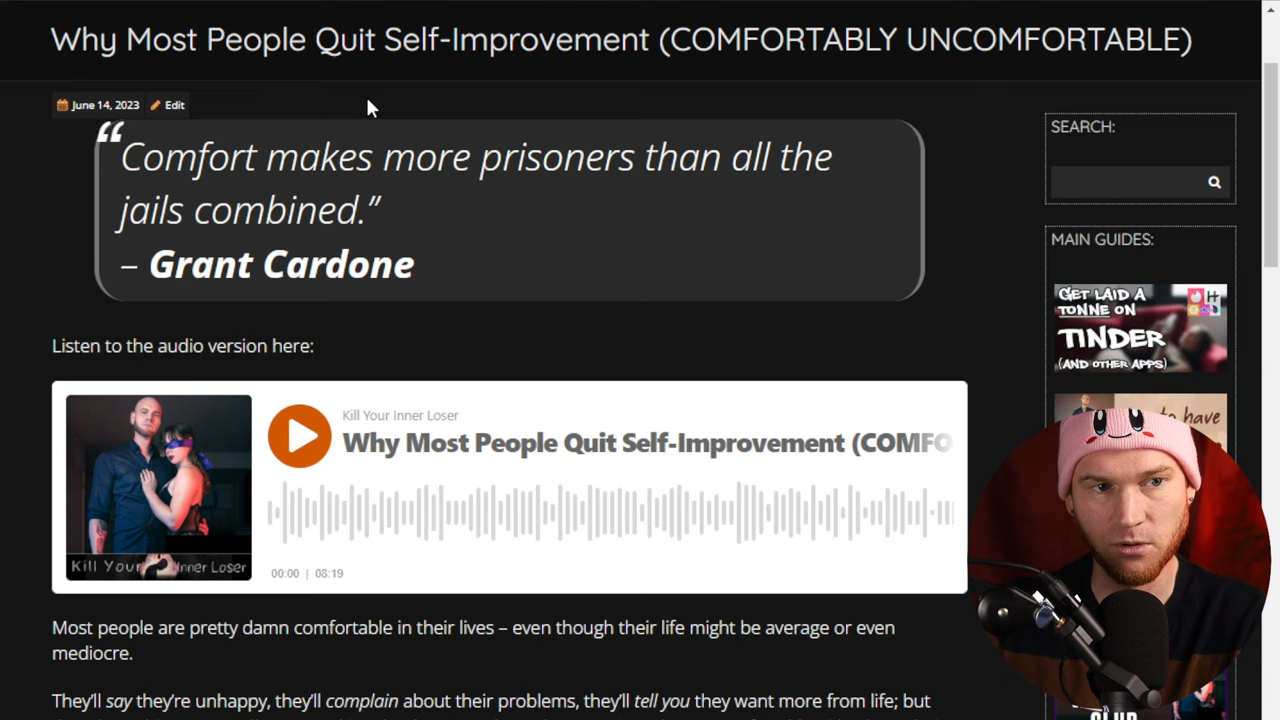 Why Most People Quit Self-Improvement (COMFORTABLY UNCOMFORTABLE)
June 14, 2023 Edit
“Comfort makes more prisoners than all the
jails combined.”
– Grant Cardone
Listen to the audio version here:
Kill Your Inner Loser
Why Most People Quit Self-Improvement (COMFO
00:00 | 08:19
Kill Your Inner Loser
Most people are pretty damn comfortable in their lives – even though their life might be average or even
mediocre.
They'll say they're unhappy, they'll complain about their problems, they'll tell you they want more from life; but
SEARCH:
MAIN GUIDES:
GET LAID A
TONNE ON
TINDER
(AND OTHER APPS)
to have